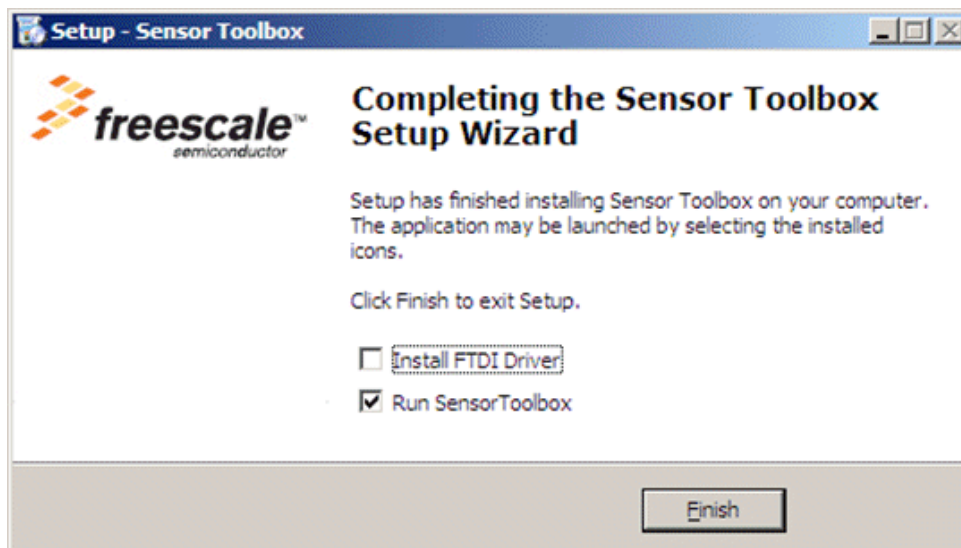 Setup - Sensor Toolbox
freescale™
semiconductor
Completing the Sensor Toolbox
Setup Wizard
Setup has finished installing Sensor Toolbox on your computer.
The application may be launched by selecting the installed
icons.
Click Finish to exit Setup.
Install FTDI Driver
Run SensorToolbox
Finish